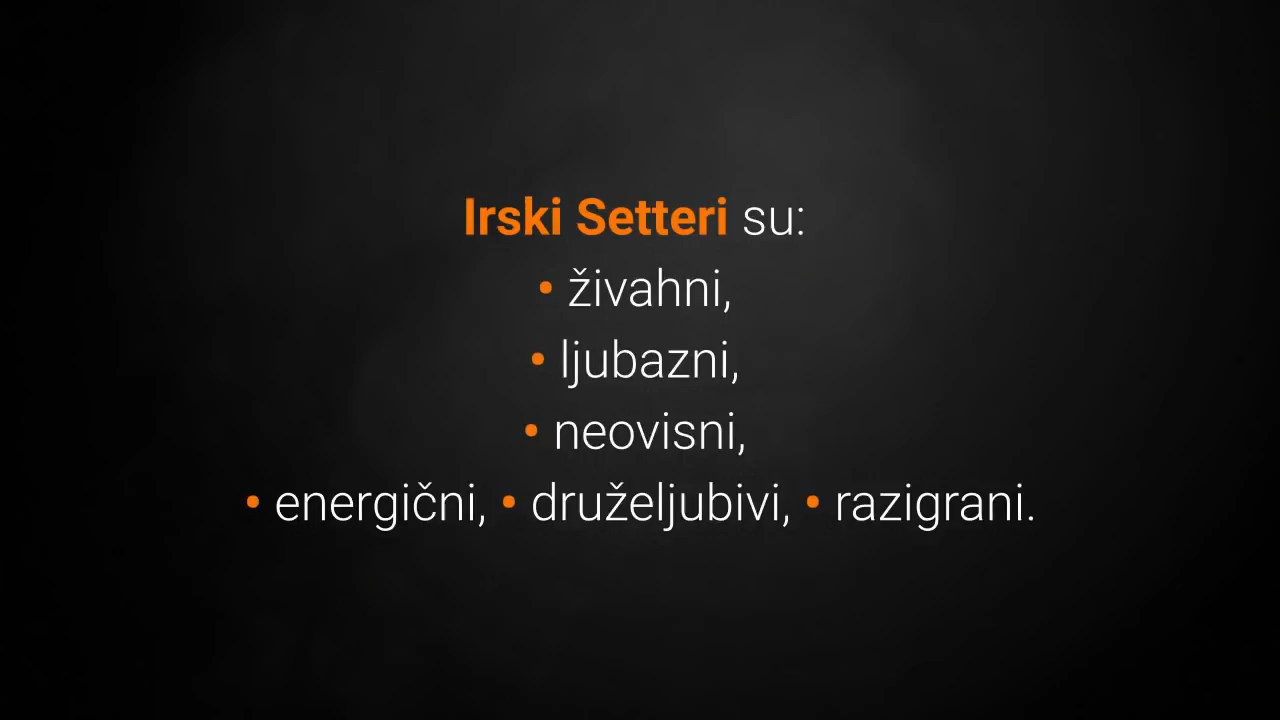 Irski Setteri su:
• živahni,
• ljubazni,
• neovisni,
• energični, • druželjubivi, • razigrani.